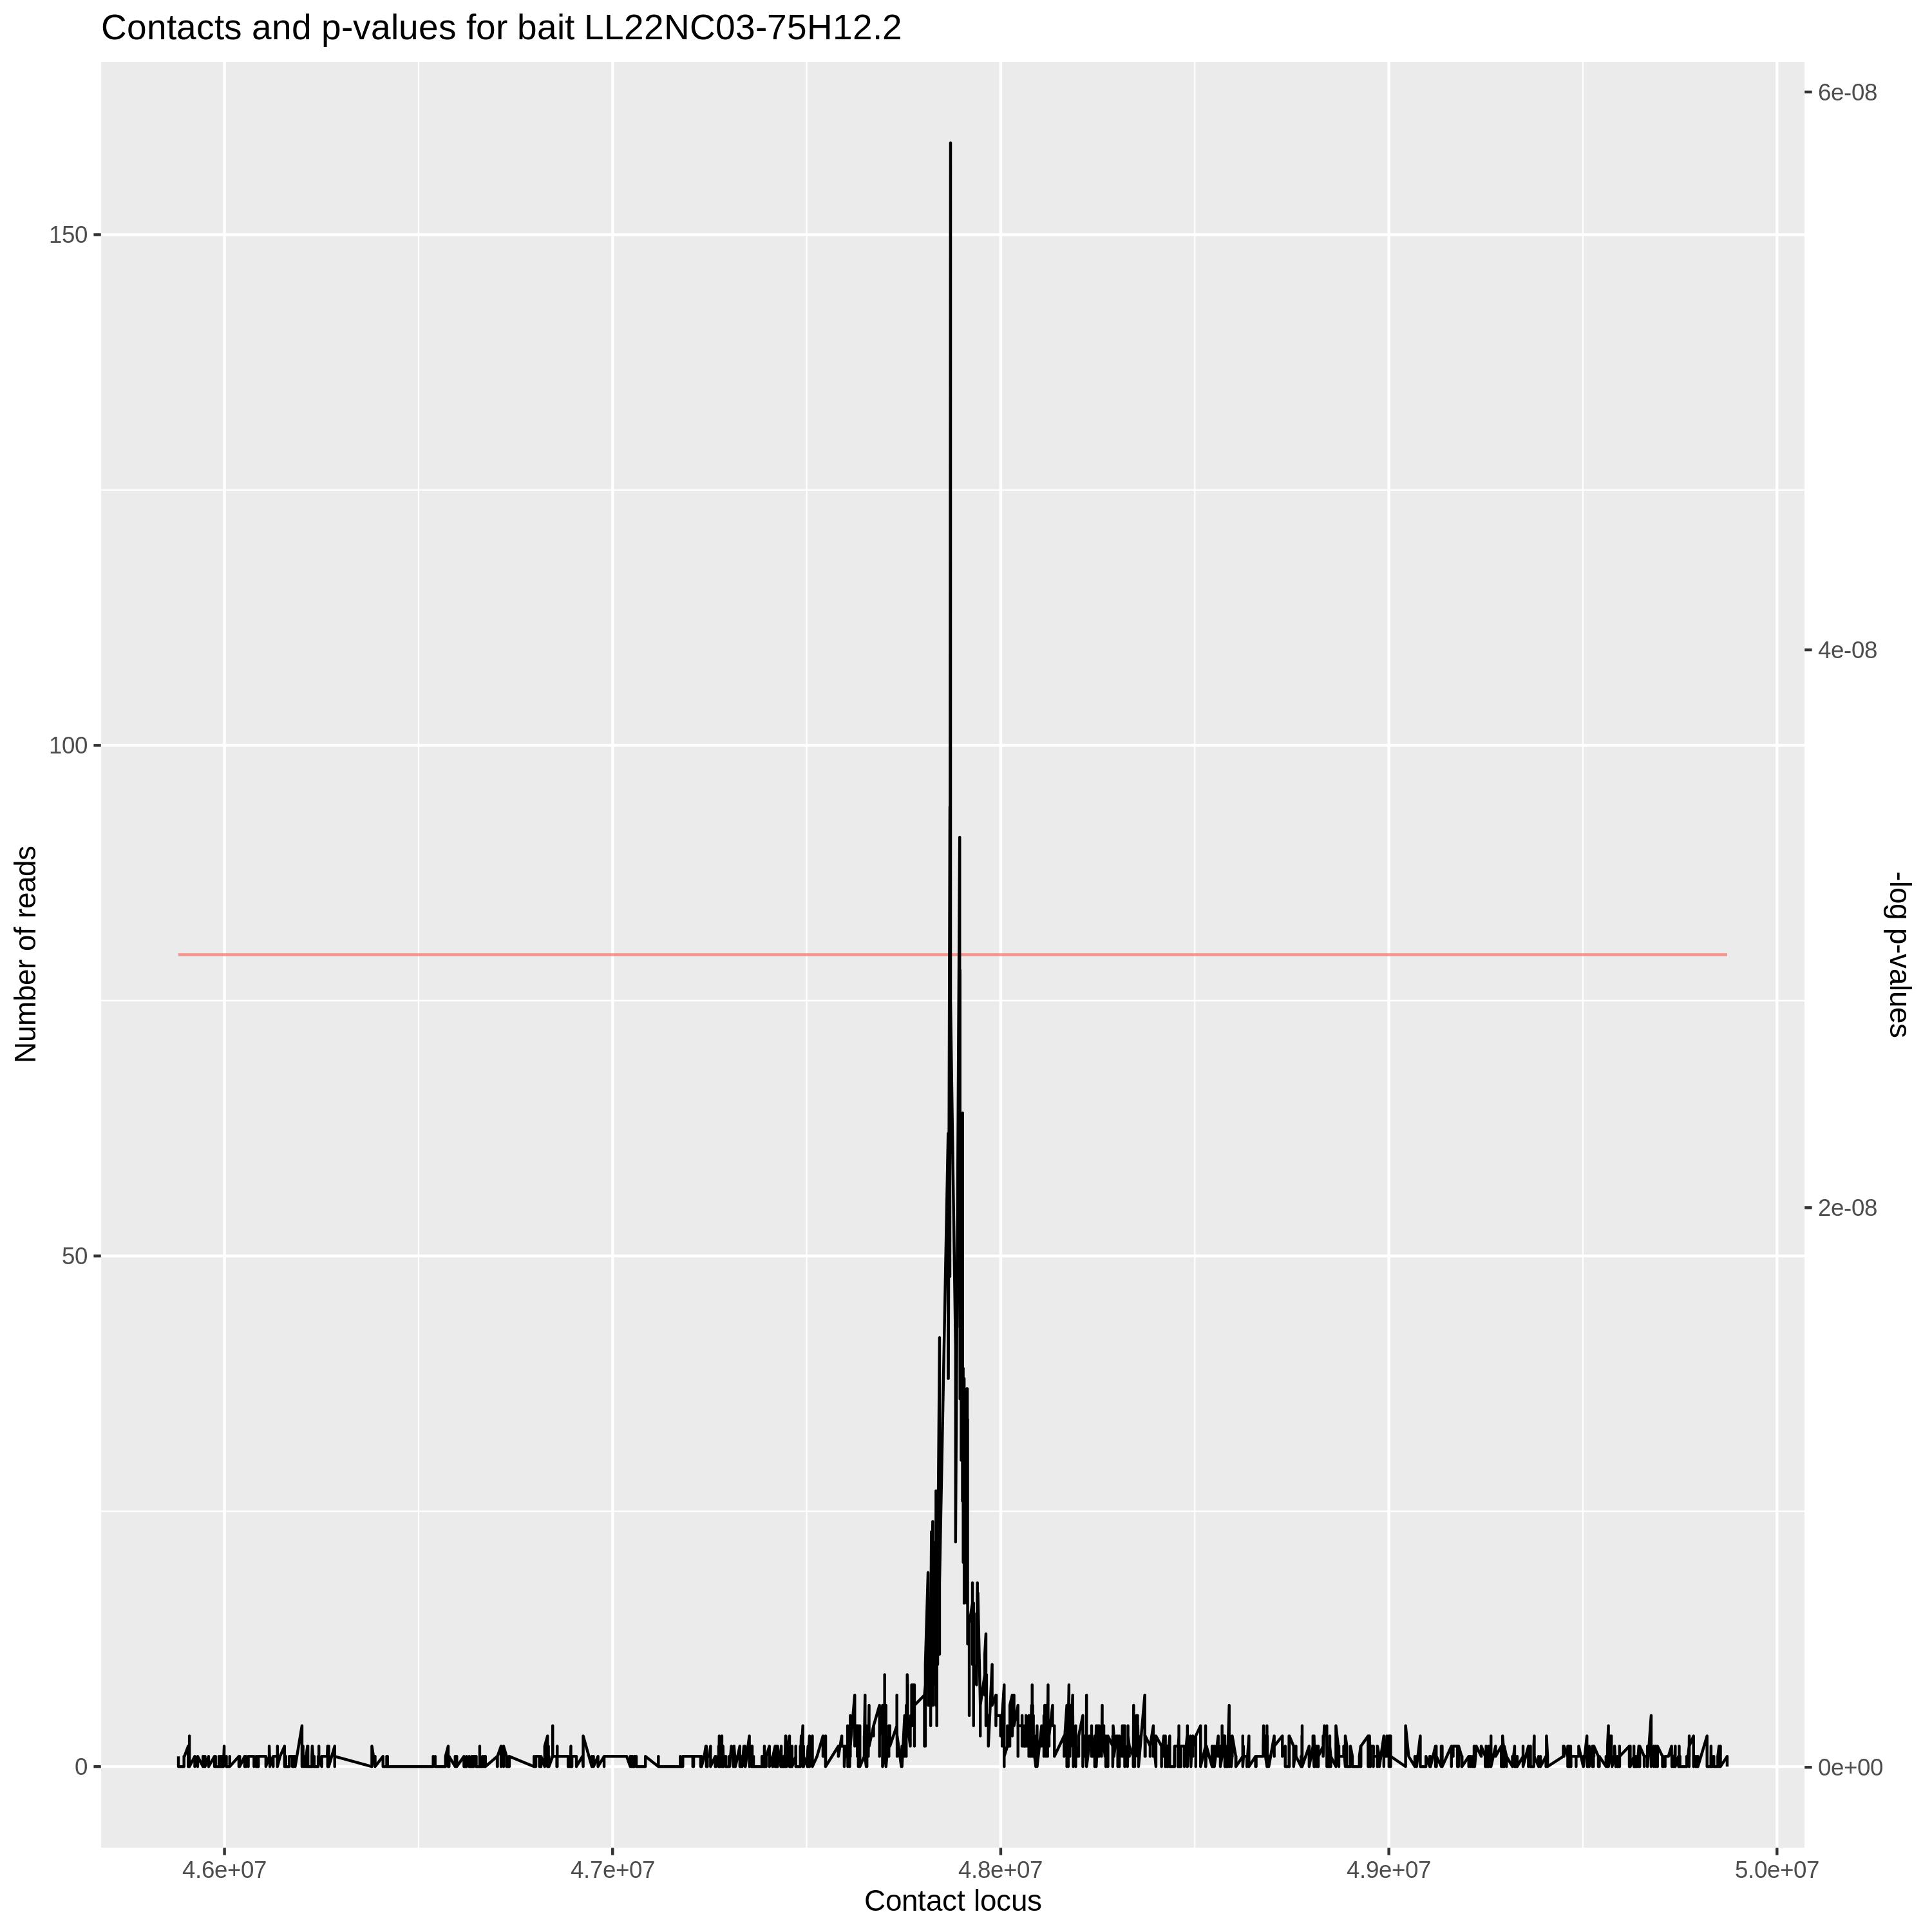 Contacts and p-values for bait LL22NC03-75H12.2
Number of reads
150
100
50
0
6e-08
4e-08
2e-08
0e+00
-log p-values
4.6e+07
4.7e+07
4.8e+07
4.9e+07
5.0e+07
Contact locus